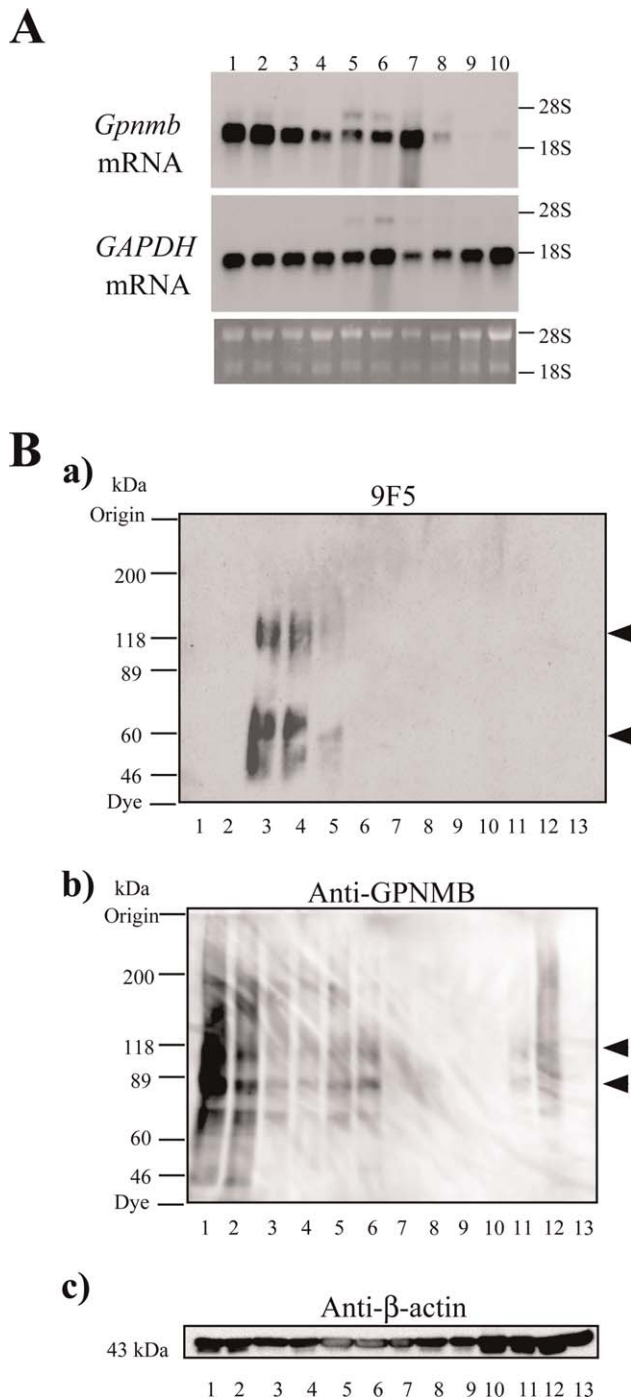 A
1 2 3 4 5 6 7 8 9 10
Gpnmb
mRNA
28S
18S
GAPDH
mRNA
28S
18S
28S
18S
B
a)
kDa
9F5
Origin
200
118
89
60
46
Dye
1 2 3 4 5 6 7 8 9 10 11 12 13
b)
kDa
Anti-GPNMB
Origin
200
118
89
60
46
Dye
1 2 3 4 5 6 7 8 9 10 11 12 13
c)
Anti-β-actin
43 kDa
1 2 3 4 5 6 7 8 9 10 11 12 13